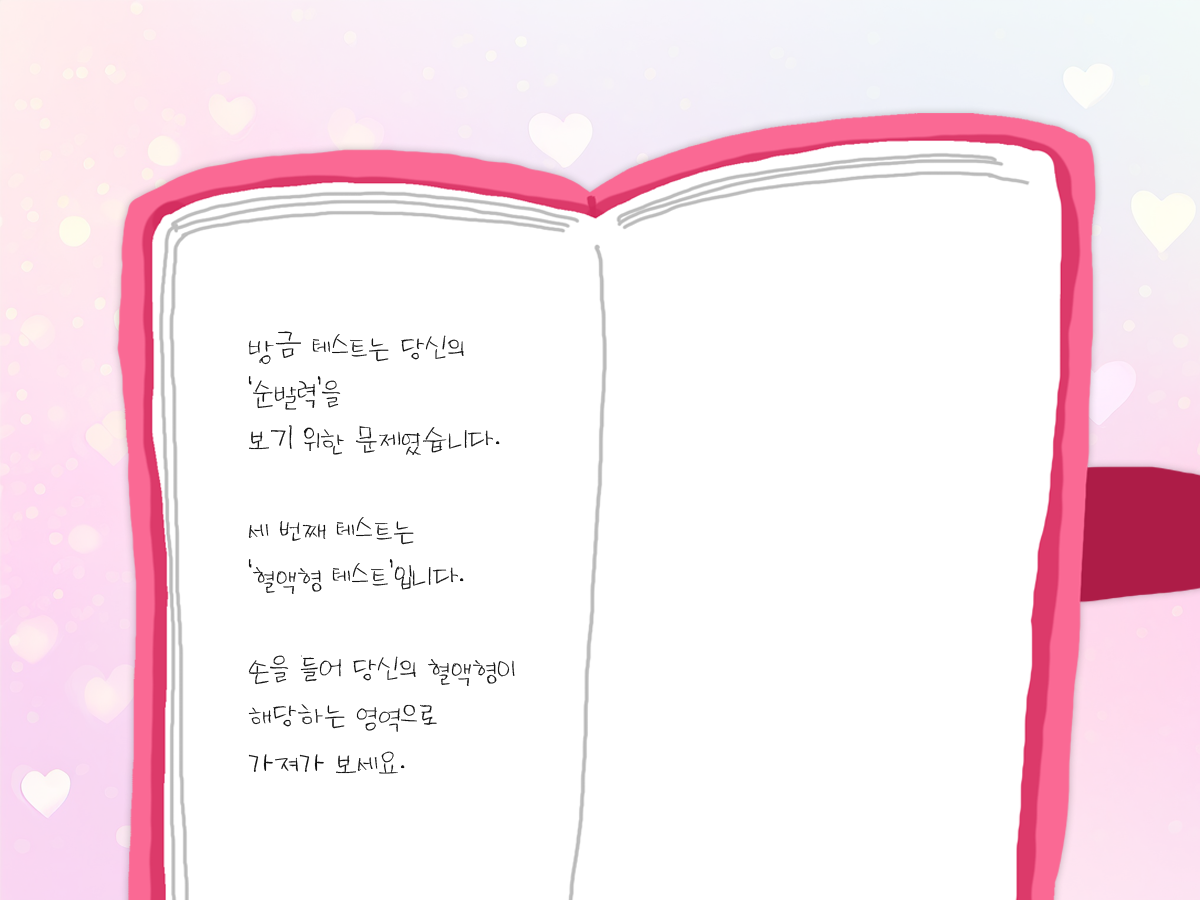 방금 테스트는 당신의
'순발력'을
보기 위한 문제였습니다.
세 번째 테스트는
'혈액형 테스트'입니다.
손을 들어 당신의 혈액형이
해당하는 영역으로
가져가 보세요.